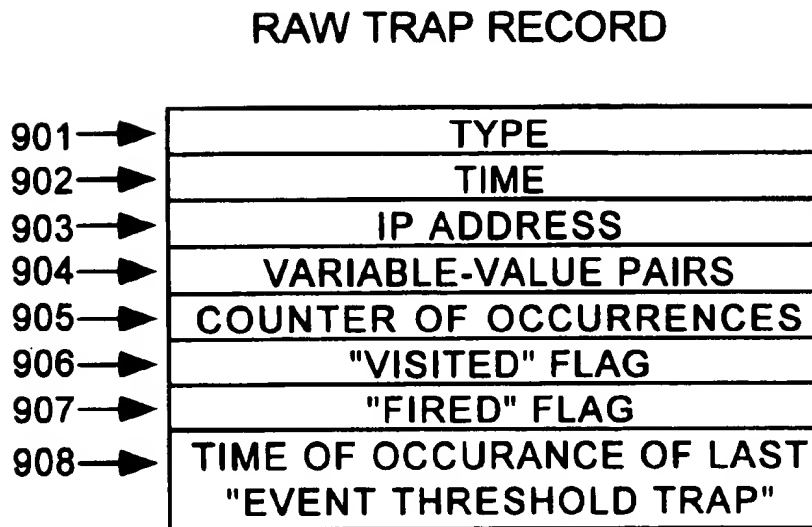 RAW TRAP RECORD
901 TYPE
902 TIME
903 IP ADDRESS
904 VARIABLE-VALUE PAIRS
905 COUNTER OF OCCURRENCES
906 "VISITED" FLAG
907 "FIRED" FLAG
908 TIME OF OCCURANCE OF LAST
"EVENT THRESHOLD TRAP"